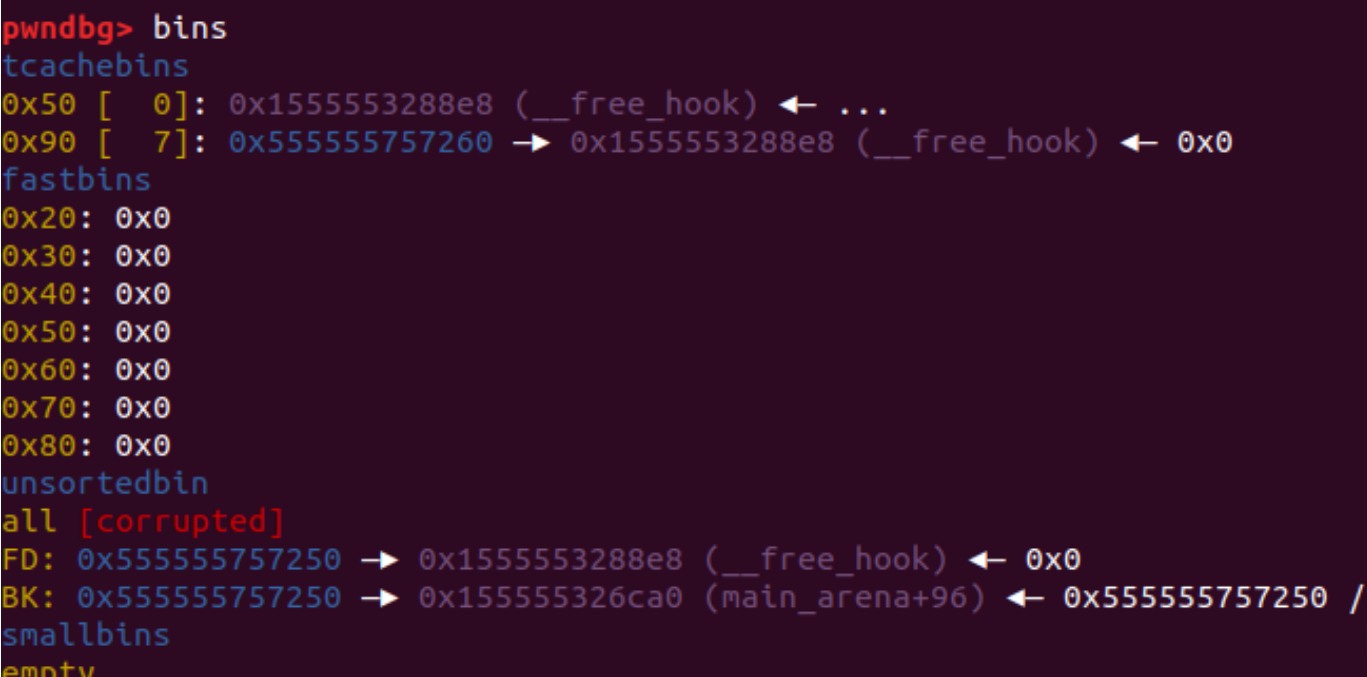 pwndbg> bins
tcachebins
0x50 [  0]: 0x1555553288e8 (__free_hook) ◂— ...
0x90 [  7]: 0x555555757260 —▸ 0x1555553288e8 (__free_hook) ◂— 0x0
fastbins
0x20: 0x0
0x30: 0x0
0x40: 0x0
0x50: 0x0
0x60: 0x0
0x70: 0x0
0x80: 0x0
unsortedbin
all [corrupted]
FD: 0x555555757250 —▸ 0x1555553288e8 (__free_hook) ◂— 0x0
BK: 0x555555757250 —▸ 0x155555326ca0 (main_arena+96) ◂— 0x555555757250 /
smallbins
empty